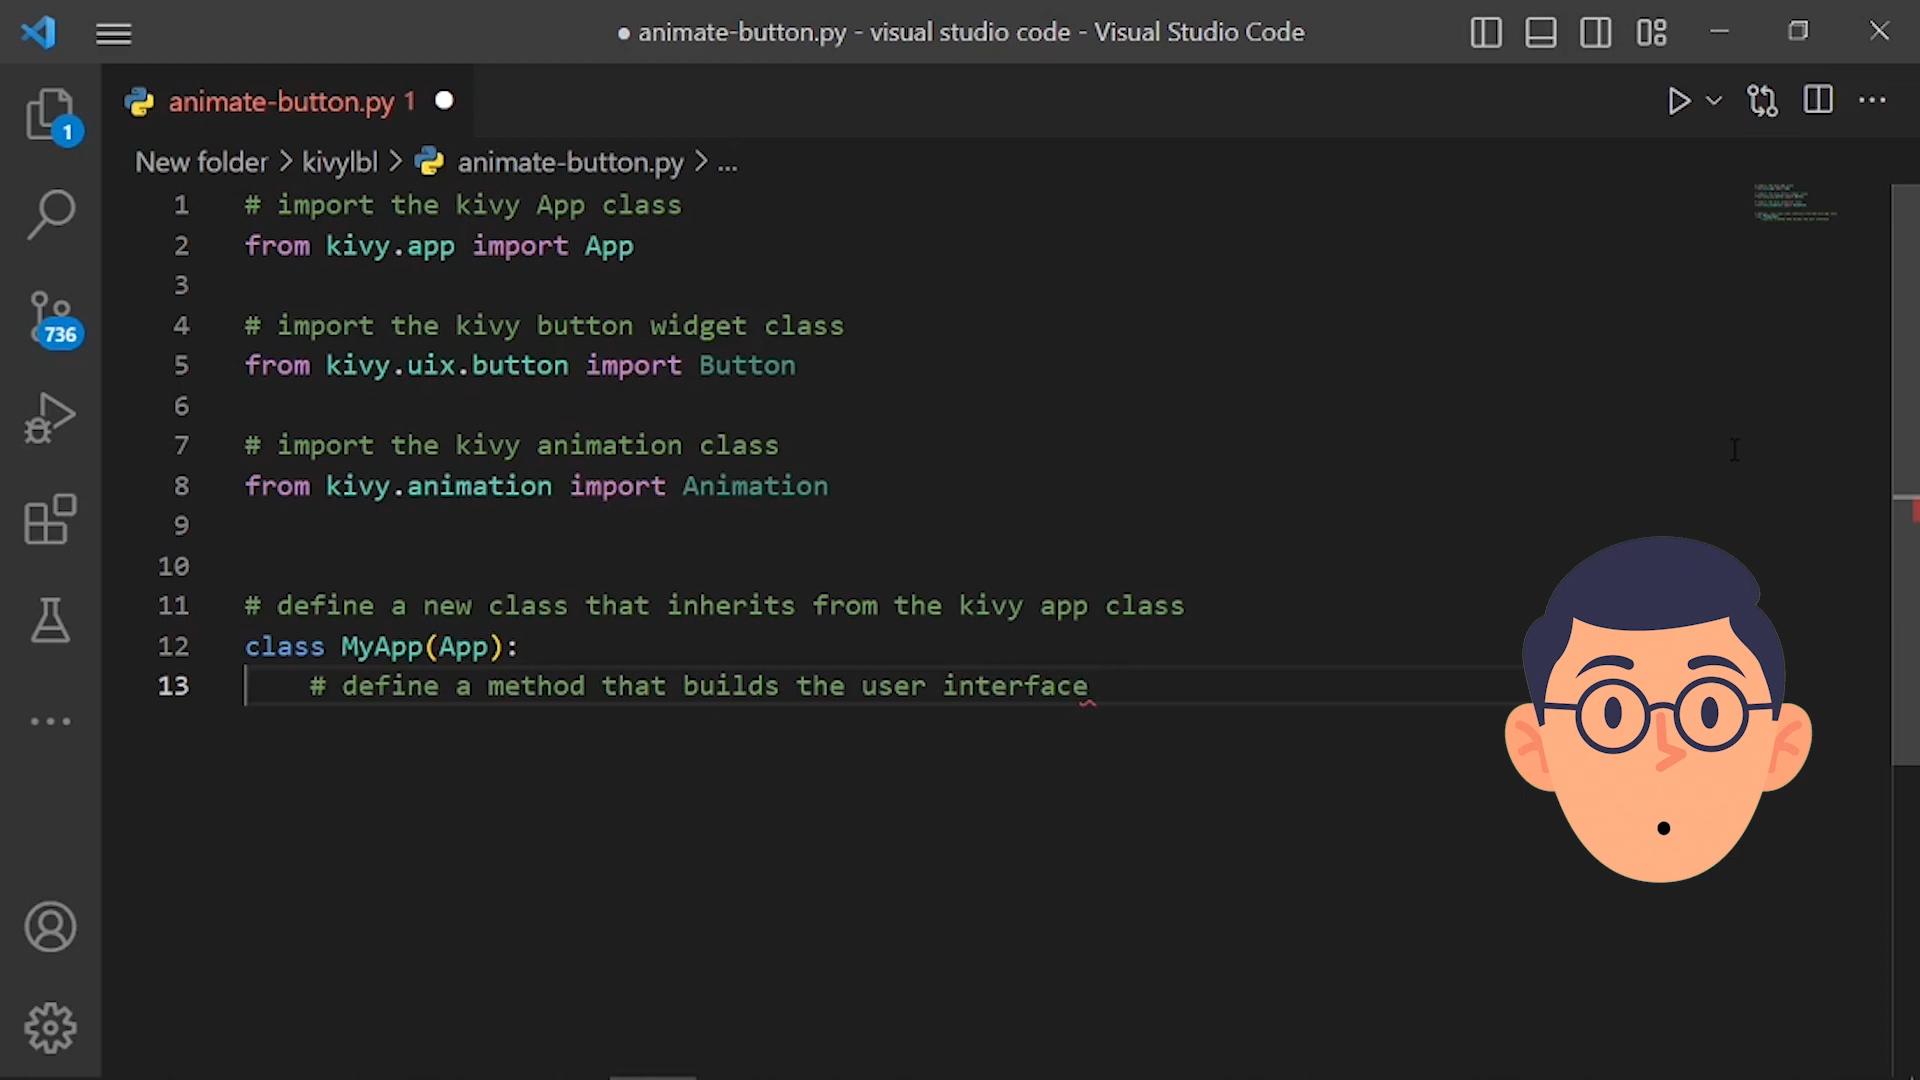 ● animate-button.py - visual studio code - Visual Studio Code
animate-button.py 1
1
New folder > kivylbl > animate-button.py > ...
1 # import the kivy App class
2 from kivy.app import App
3
4 # import the kivy button widget class
5 from kivy.uix.button import Button
6
7 # import the kivy animation class
8 from kivy.animation import Animation
9
10
11 # define a new class that inherits from the kivy app class
12 class MyApp(App):
13     # define a method that builds the user interface
736